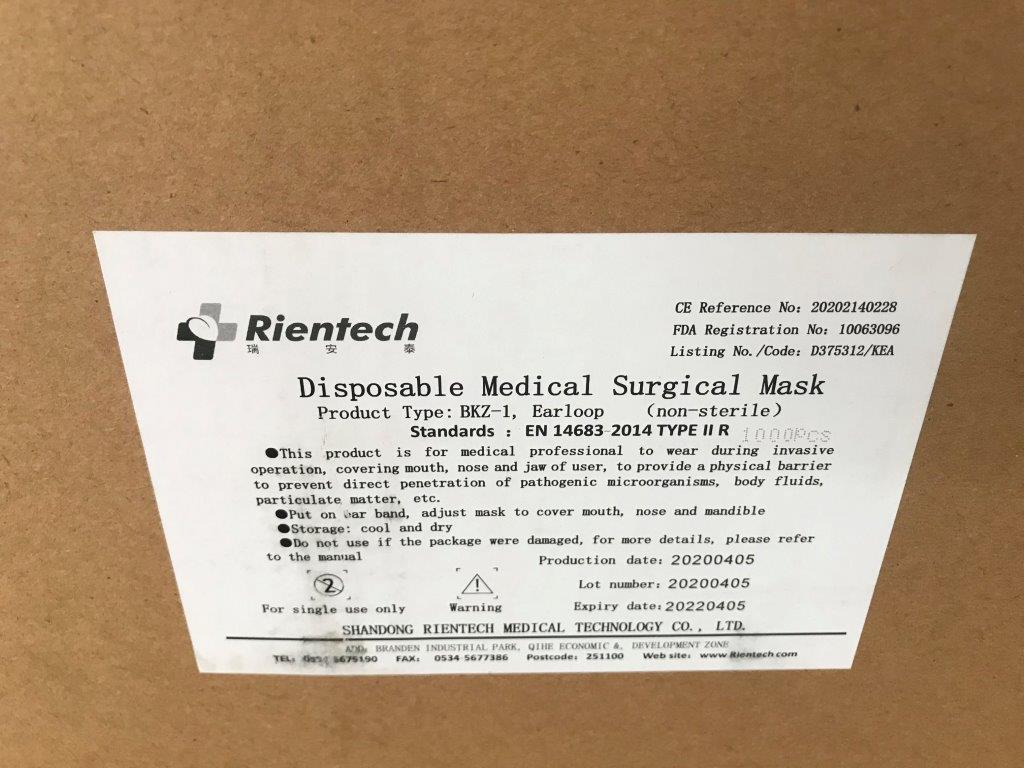 Rientech
瑞安泰
CE Reference No: 20202140228
FDA Registration No: 10063096
Listing No./Code: D375312/KEA
Disposable Medical Surgical Mask
Product Type: BKZ-1, Earloop (non-sterile)
Standards : EN 14683-2014 TYPE II R 1000PCS
●This product is for medical professional to wear during invasive
operation, covering mouth, nose and jaw of user, to provide a physical barrier
to prevent direct penetration of pathogenic microorganisms, body fluids,
particulate matter, etc.
●Put on ear band, adjust mask to cover mouth, nose and mandible
●Storage: cool and dry
●Do not use if the package were damaged, for more details, please refer
to the manual
Production date: 20200405
2
!
Lot number: 20200405
For single use only
Warning
Expiry date: 20220405
SHANDONG RIENTECH MEDICAL TECHNOLOGY CO., LTD.
ADD: BRANDEN INDUSTRIAL PARK, QIHE ECONOMIC &. DEVELOPMENT ZONE
TEL: 0534 5679190 FAX: 0534 5677386 Postcode: 251100 Web site: www.Rientech.com